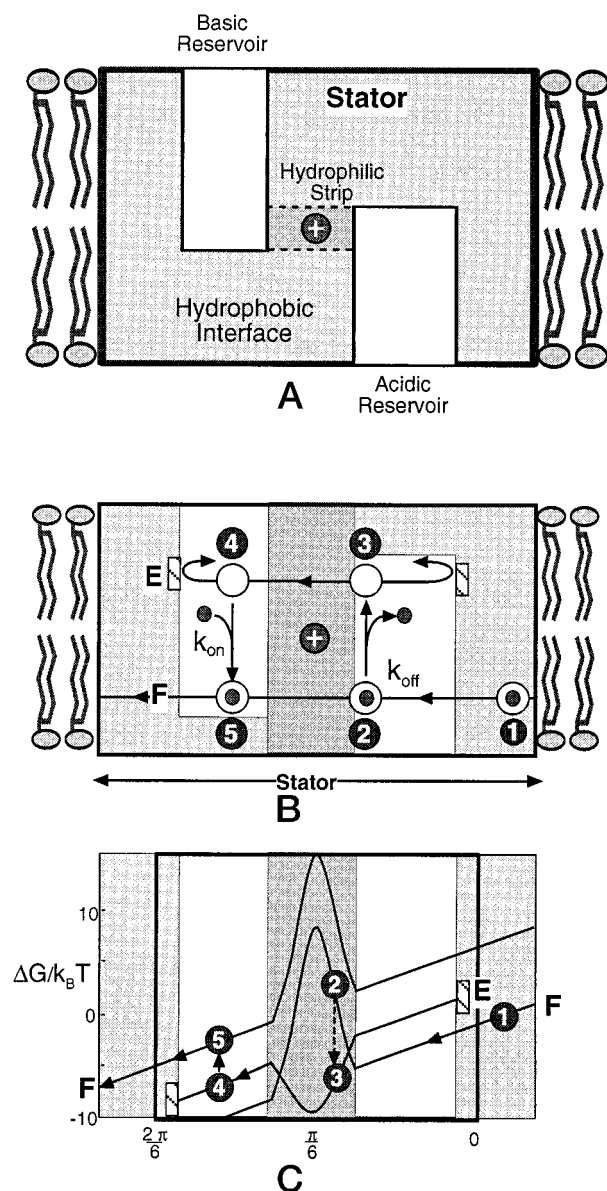 Basic
Reservoir
Stator
Hydrophilic
Strip
+
Hydrophobic
Interface
Acidic
Reservoir
A
4 3
E
k_on
+
k_off
F
5 2 1
Stator
B
10
ΔG/k_BT
0
-10
2 E
1 F
5
4 3
F
2π/6 π/6 0
C